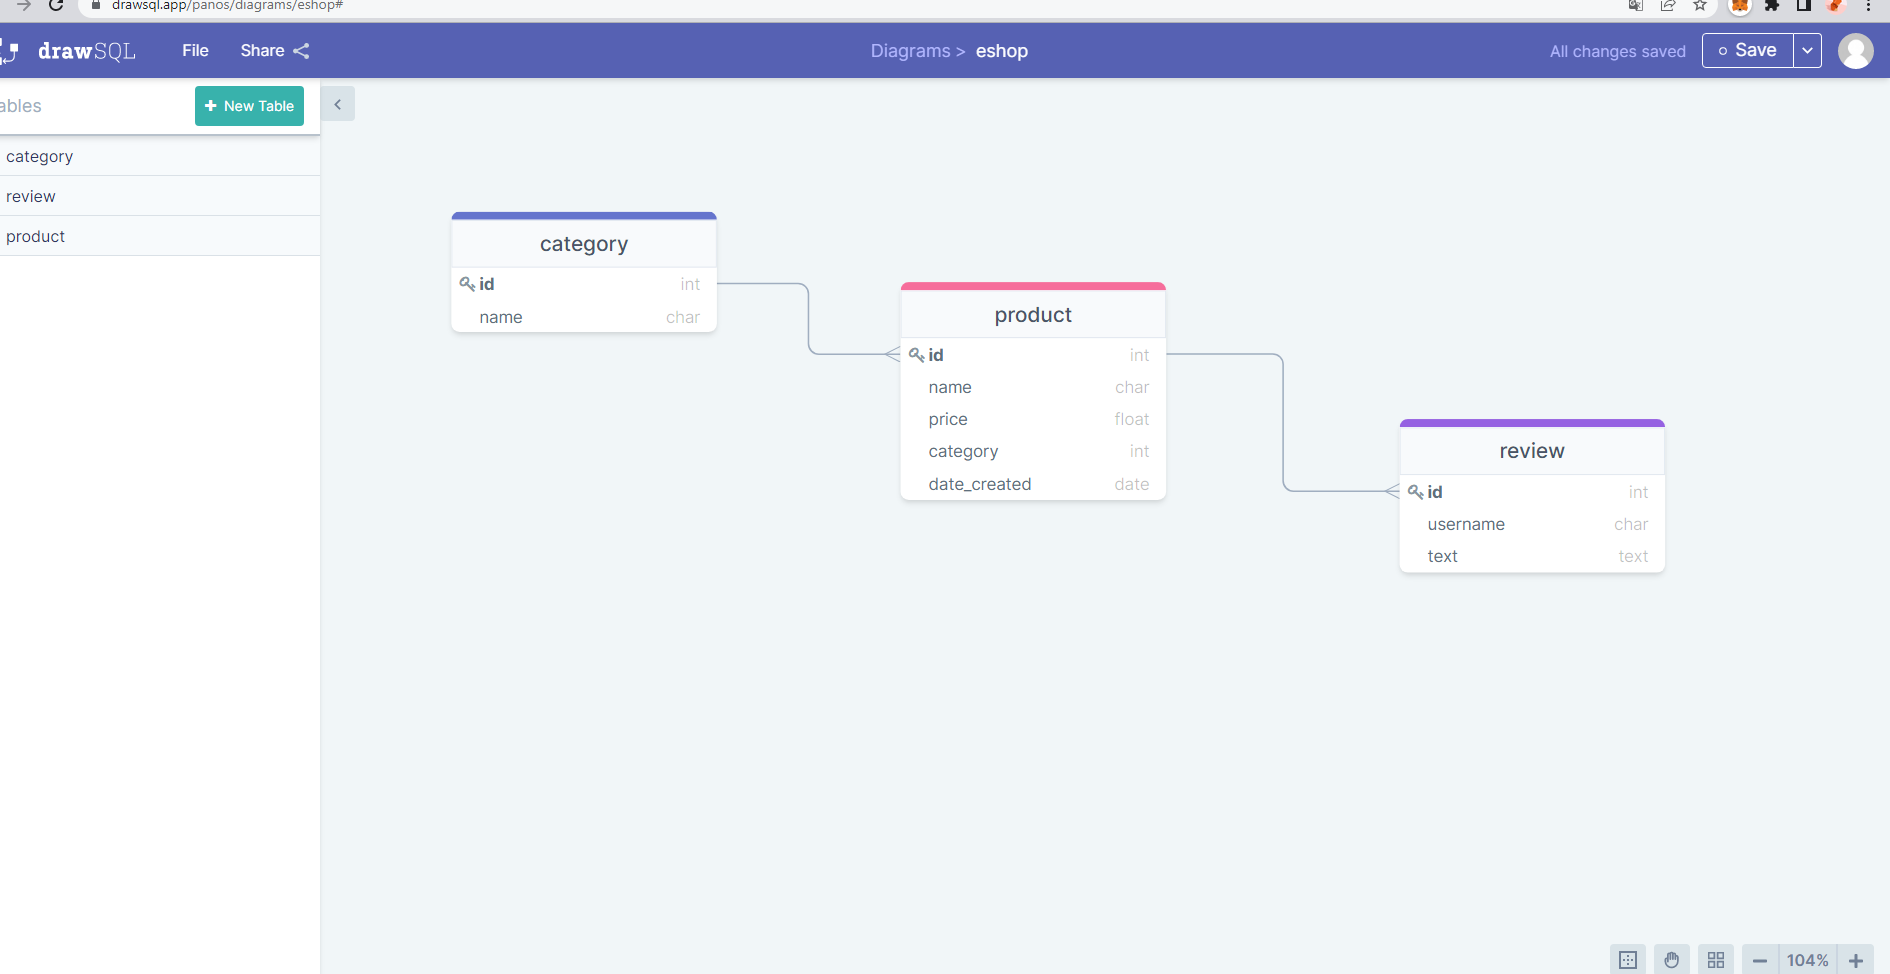 drawsql.app/panos/diagrams/eshop#
drawSQL File Share Diagrams > eshop All changes saved Save
ables + New Table
category
review
product
category
id int
name char
product
id int
name char
price float
category int
date_created date
review
id int
username char
text text
104%